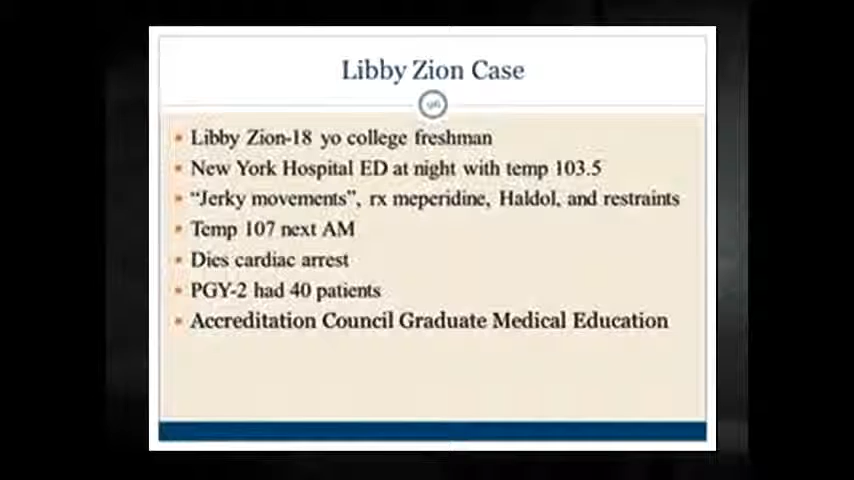 Libby Zion Case
• Libby Zion-18 yo college freshman
• New York Hospital ED at night with temp 103.5
• “Jerky movements”, rx meperidine, Haldol, and restraints
• Temp 107 next AM
• Dies cardiac arrest
• PGY-2 had 40 patients
• Accreditation Council Graduate Medical Education